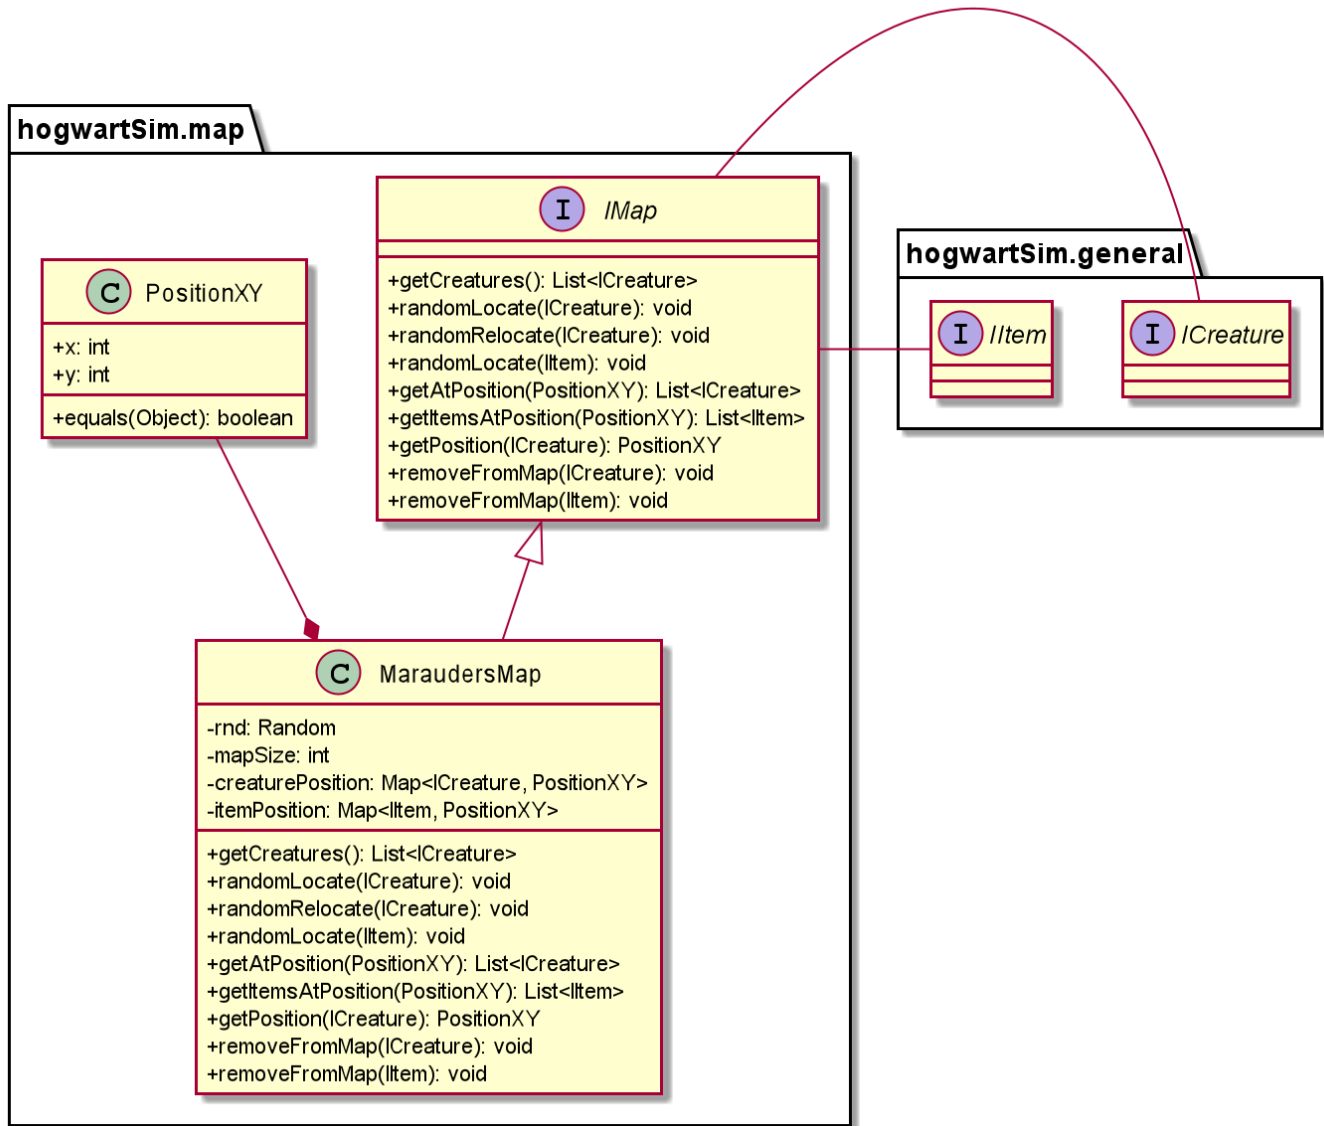 hogwartSim.map
I IMap
+getCreatures(): List<ICreature>
+randomLocate(ICreature): void
+randomRelocate(ICreature): void
+randomLocate(IItem): void
+getAtPosition(PositionXY): List<ICreature>
+getItemsAtPosition(PositionXY): List<IItem>
+getPosition(ICreature): PositionXY
+removeFromMap(ICreature): void
+removeFromMap(IItem): void
C PositionXY
+x: int
+y: int
+equals(Object): boolean
hogwartSim.general
I IItem
I ICreature
C MaraudersMap
-rnd: Random
-mapSize: int
-creaturePosition: Map<ICreature, PositionXY>
-itemPosition: Map<IItem, PositionXY>
+getCreatures(): List<ICreature>
+randomLocate(ICreature): void
+randomRelocate(ICreature): void
+randomLocate(IItem): void
+getAtPosition(PositionXY): List<ICreature>
+getItemsAtPosition(PositionXY): List<IItem>
+getPosition(ICreature): PositionXY
+removeFromMap(ICreature): void
+removeFromMap(IItem): void